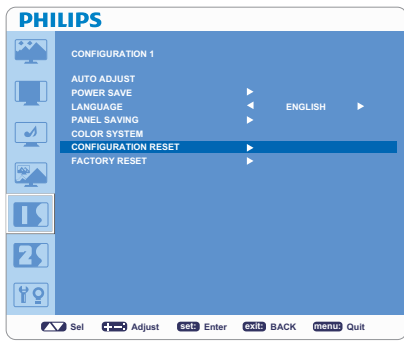 PHILIPS
CONFIGURATION 1
AUTO ADJUST
POWER SAVE
LANGUAGE ENGLISH
PANEL SAVING
COLOR SYSTEM
CONFIGURATION RESET
FACTORY RESET
Sel Adjust set: Enter exit: BACK menu: Quit